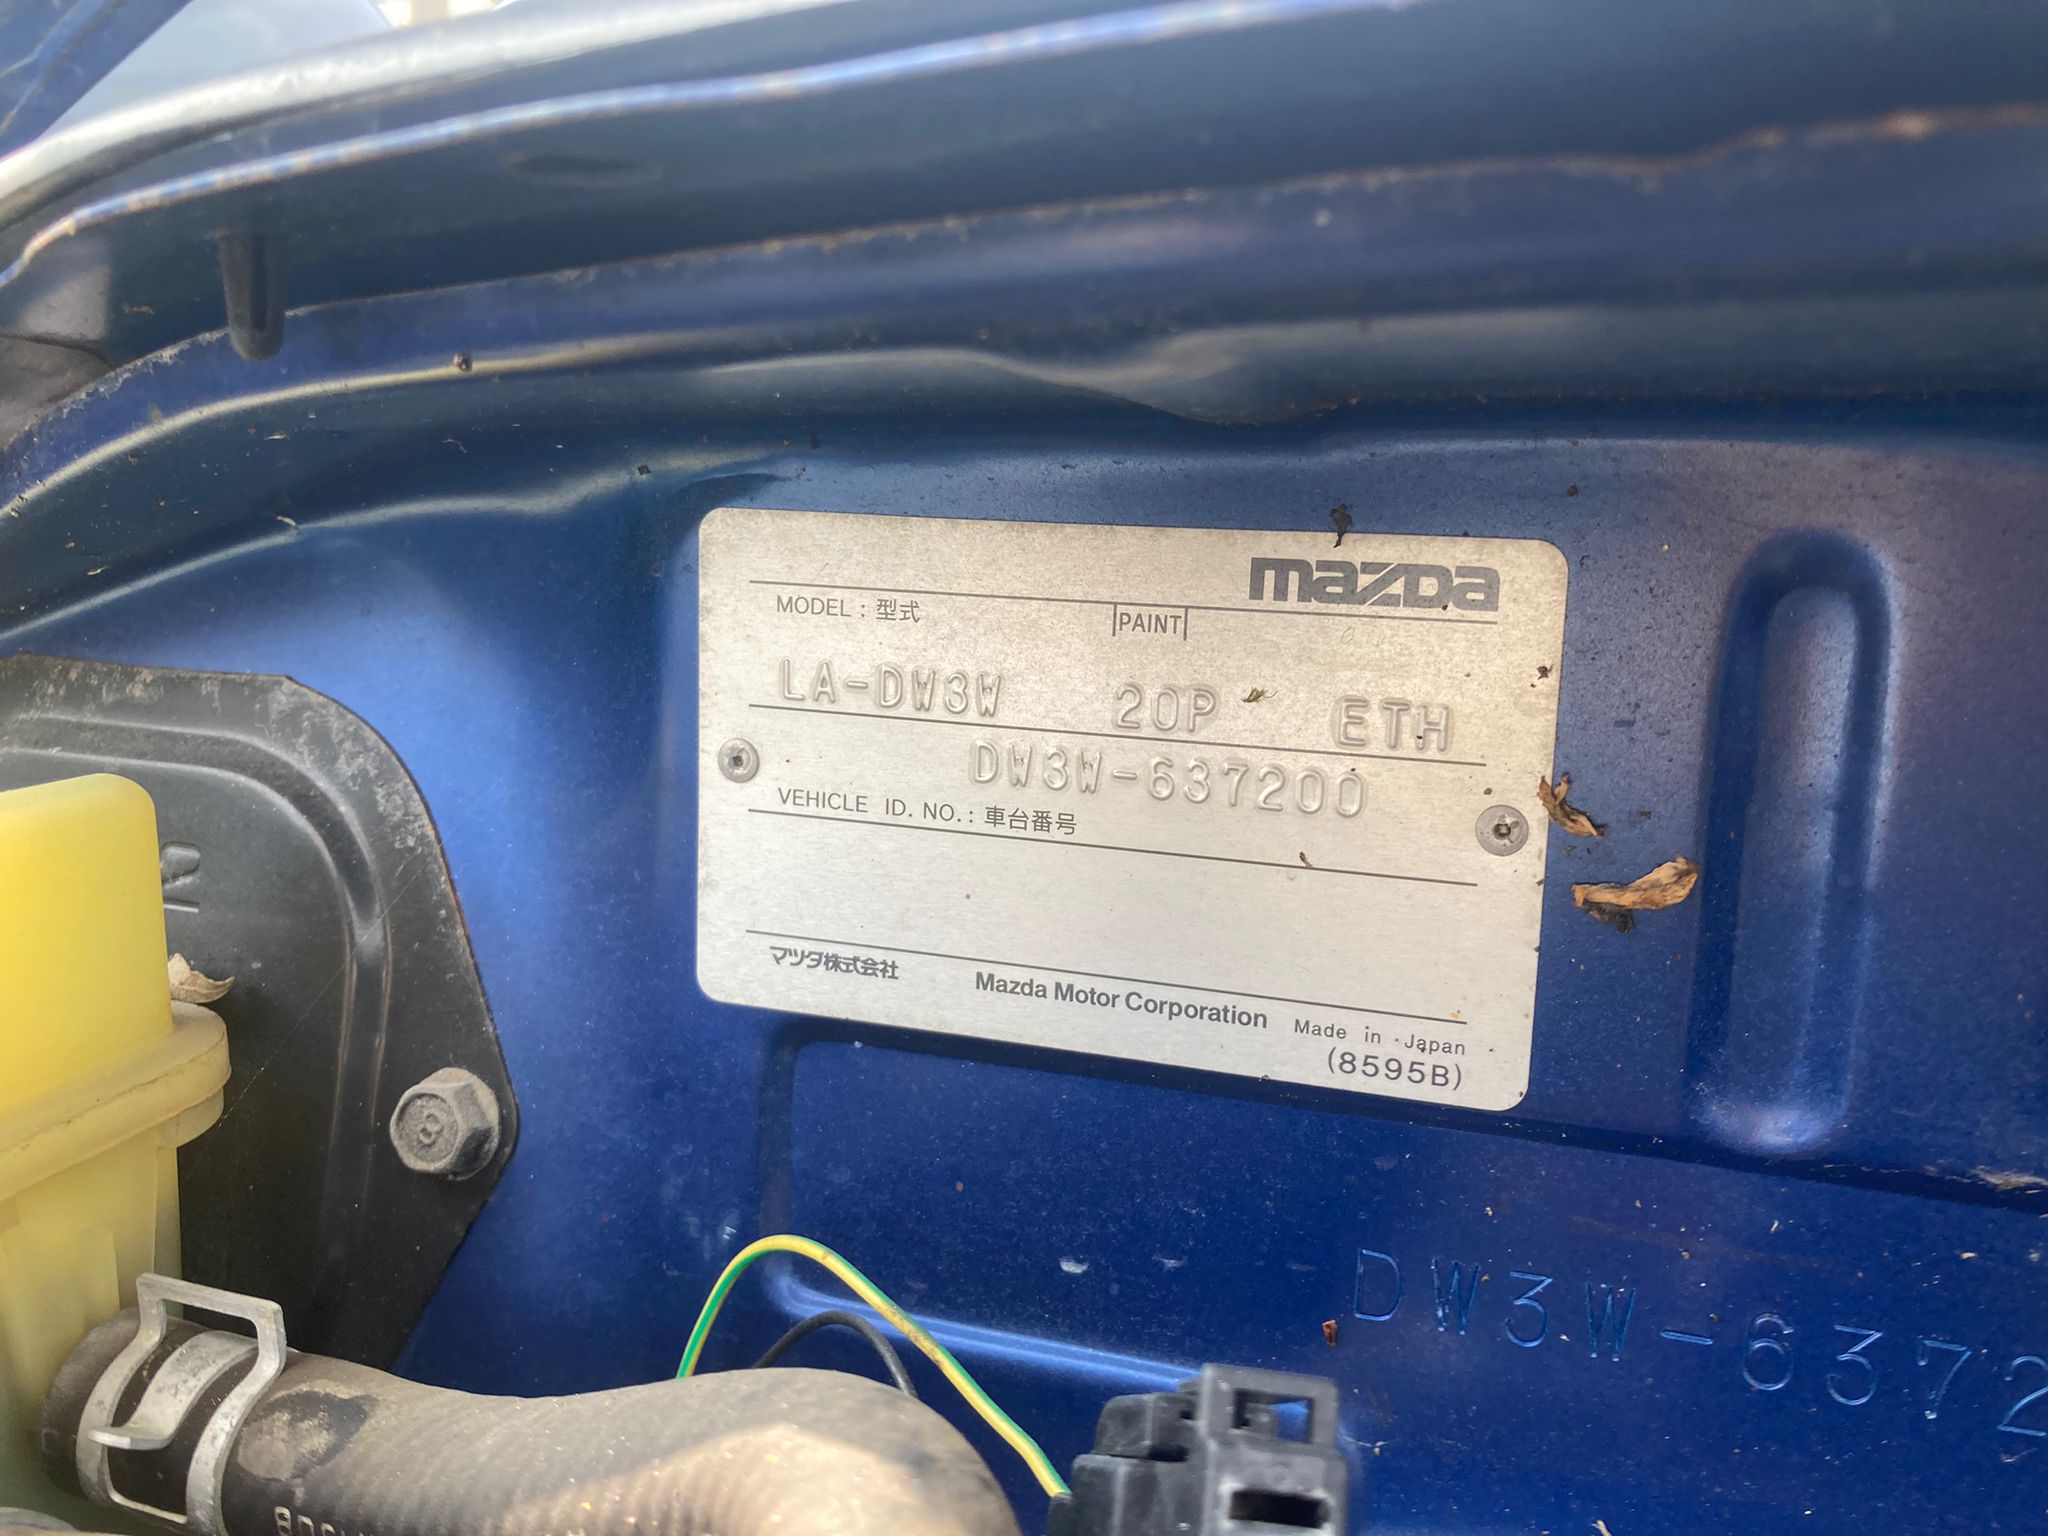 mazda
MODEL : 型式 PAINT
LA-DW3W 20P ETH
DW3W-637200
VEHICLE ID. NO. : 車台番号
マツダ株式会社 Mazda Motor Corporation Made in Japan
(8595B)
8
DW3W-6372